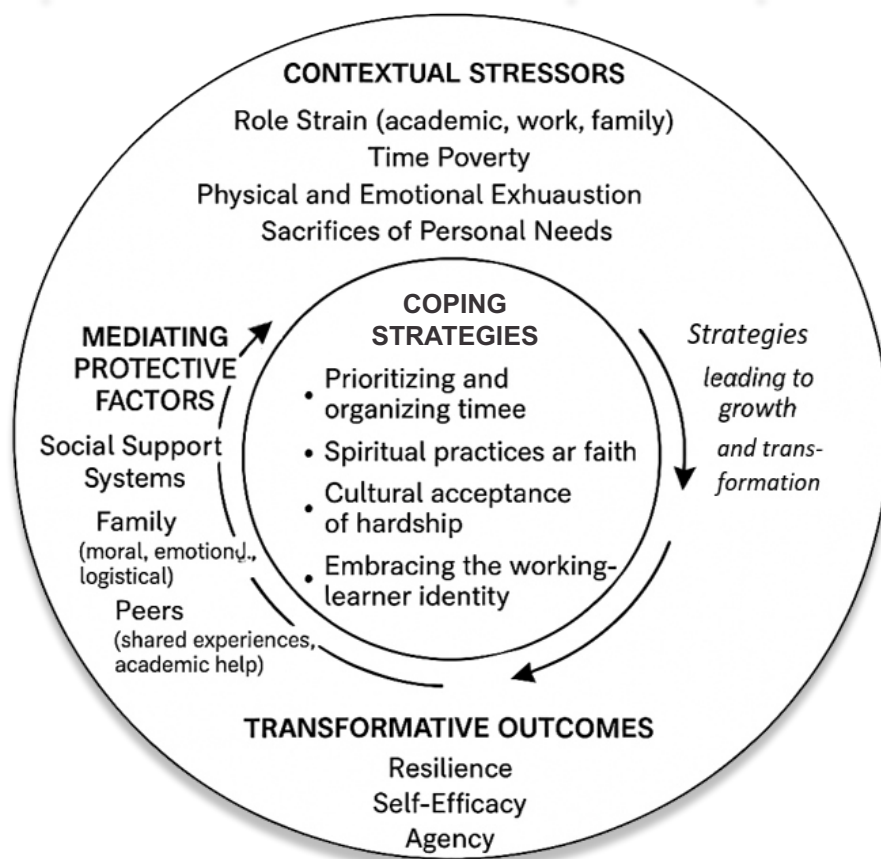 CONTEXTUAL STRESSORS
Role Strain (academic, work, family)
Time Poverty
Physical and Emotional Exhuaustion
Sacrifices of Personal Needs
MEDIATING
PROTECTIVE
FACTORS
Social Support
Systems
Family
(moral, emotiond.,
logistical)
Peers
(shared experiences,
academic help)
COPING
STRATEGIES
• Prioritizing and
organizing timee
• Spiritual practices ar faith
• Cultural acceptance
of hardship
• Embracing the working-
learner identity
Strategies
leading to
growth
and trans-
formation
TRANSFORMATIVE OUTCOMES
Resilience
Self-Efficacy
Agency